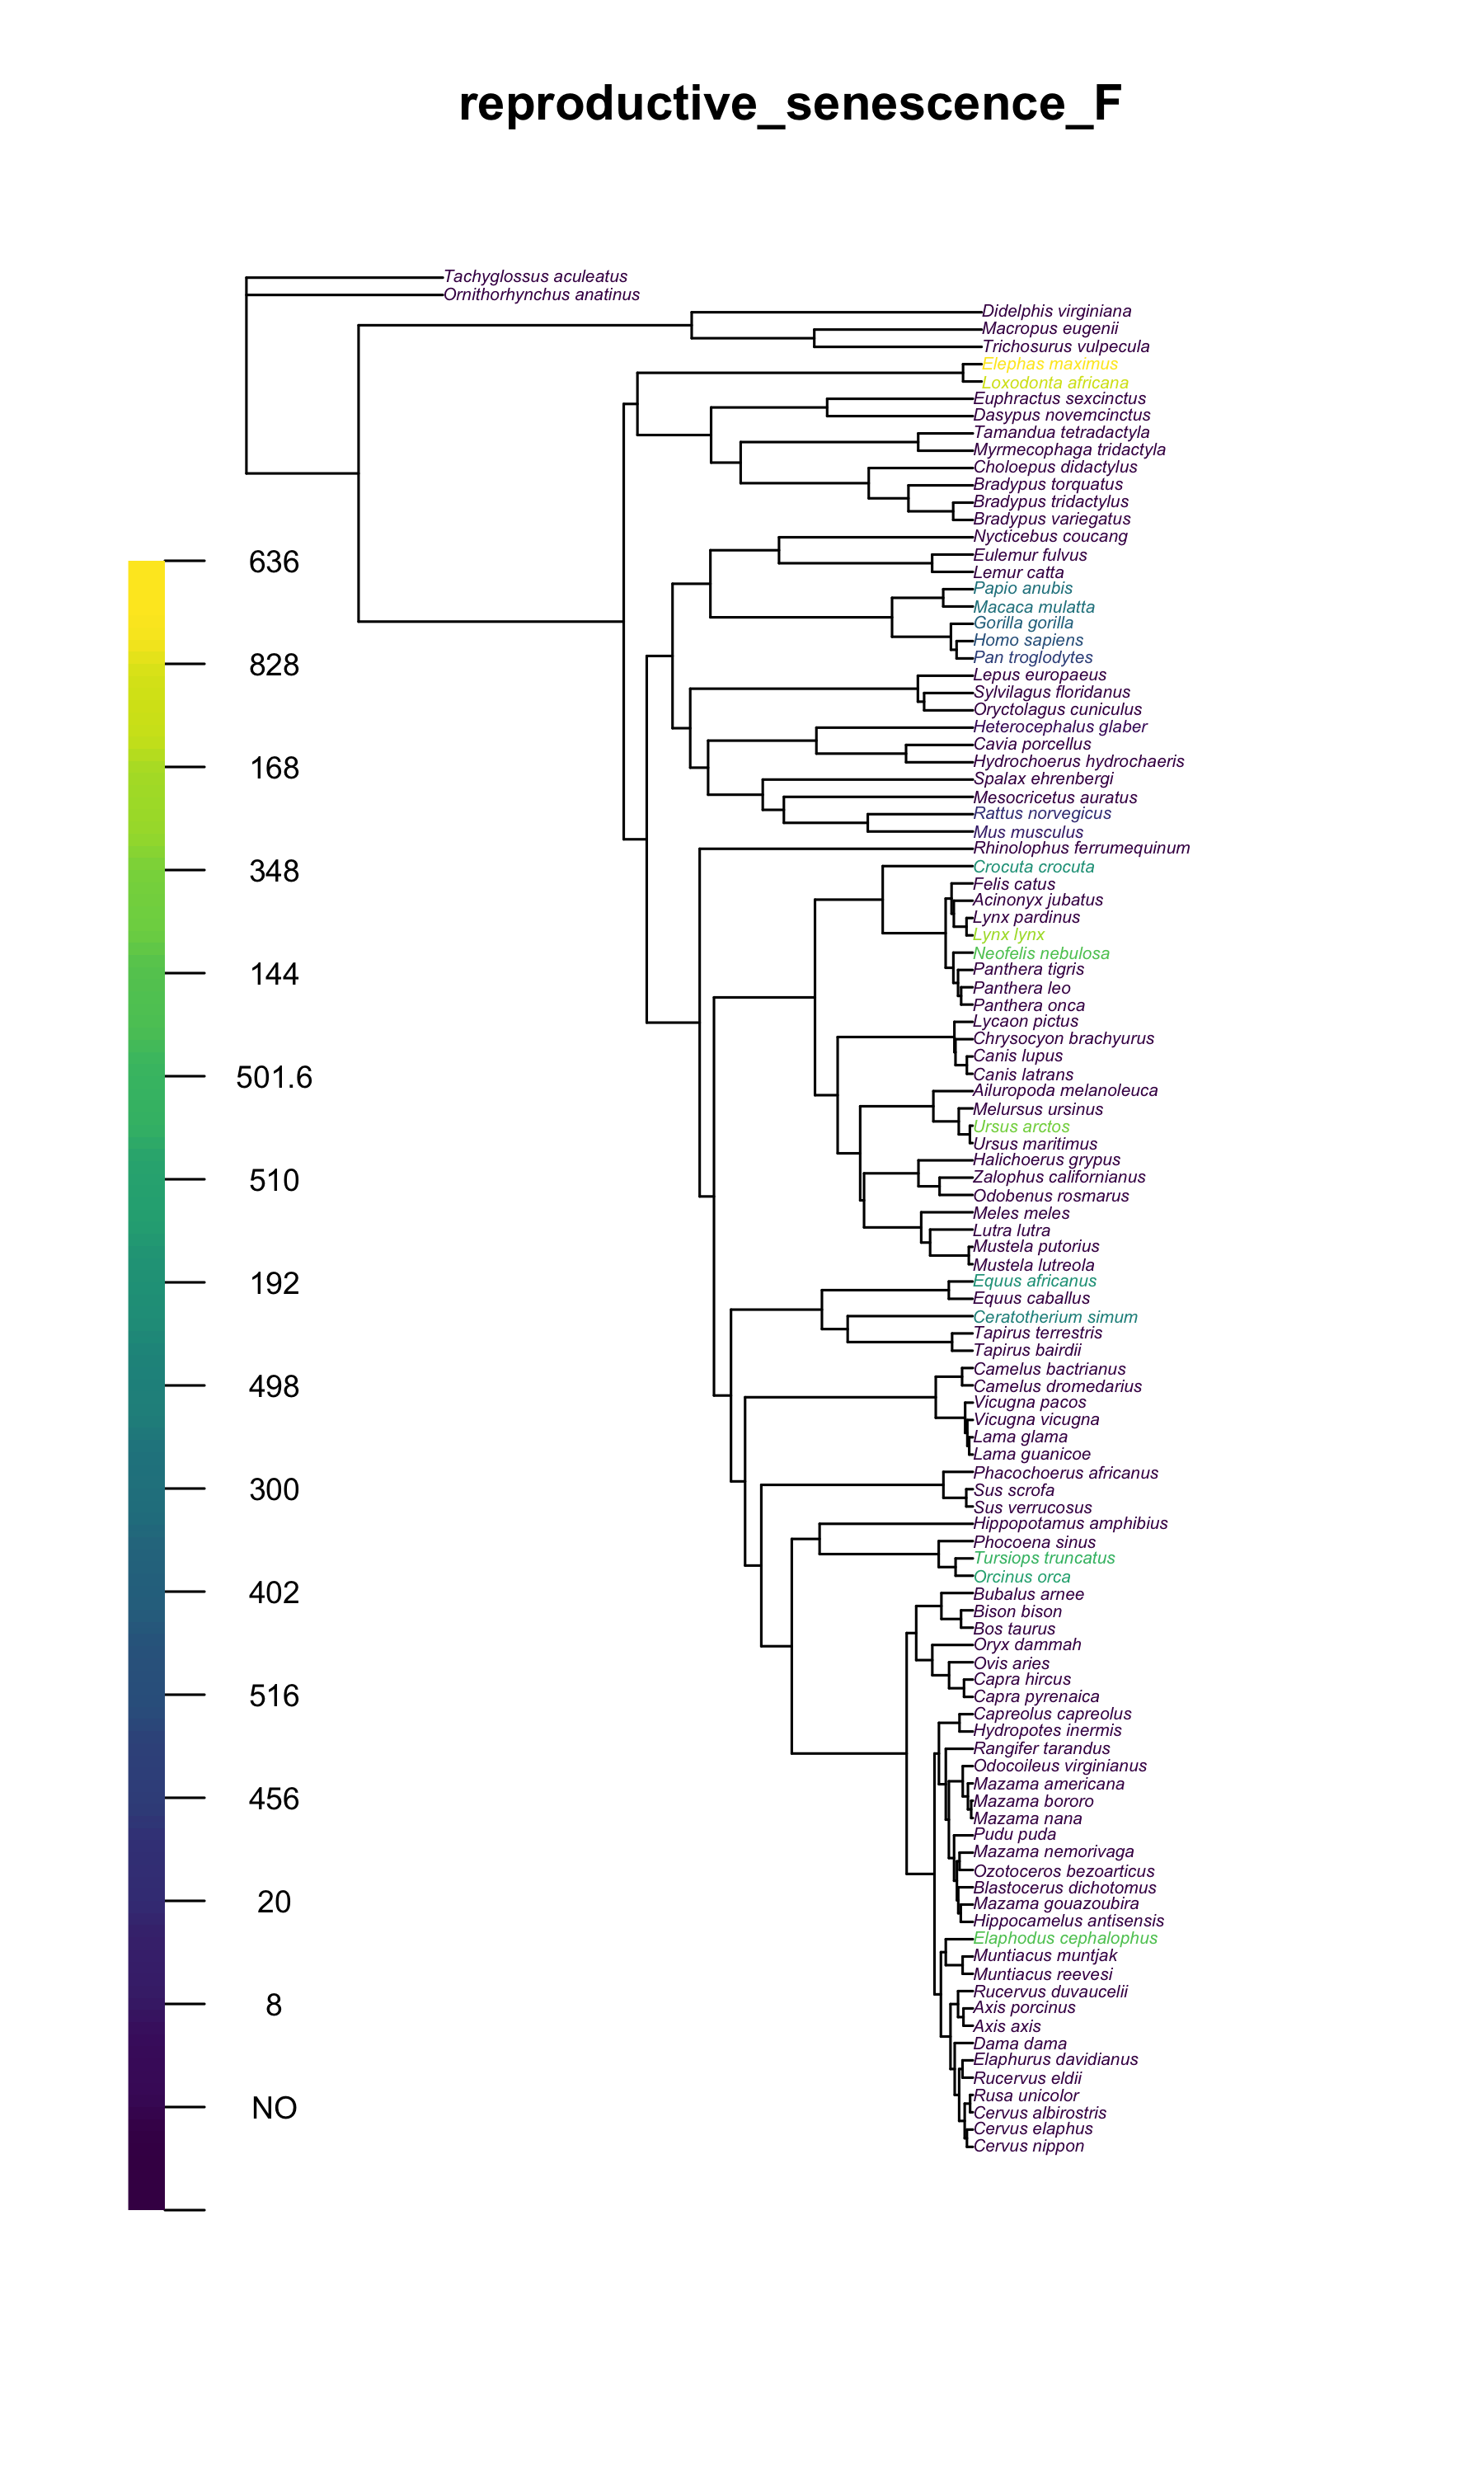 reproductive_senescence_F
Tachyglossus aculeatus
Ornithorhynchus anatinus
Didelphis virginiana
Macropus eugenii
Trichosurus vulpecula
Elephas maximus
Loxodonta africana
Euphractus sexcinctus
Dasypus novemcinctus
Tamandua tetradactyla
Myrmecophaga tridactyla
Choloepus didactylus
Bradypus torquatus
Bradypus tridactylus
Bradypus variegatus
Nycticebus coucang
Eulemur fulvus
Lemur catta
Papio anubis
Macaca mulatta
Gorilla gorilla
Homo sapiens
Pan troglodytes
Lepus europaeus
Sylvilagus floridanus
Oryctolagus cuniculus
Heterocephalus glaber
Cavia porcellus
Hydrochoerus hydrochaeris
Spalax ehrenbergi
Mesocricetus auratus
Rattus norvegicus
Mus musculus
Rhinolophus ferrumequinum
Crocuta crocuta
Felis catus
Acinonyx jubatus
Lynx pardinus
Lynx lynx
Neofelis nebulosa
Panthera tigris
Panthera leo
Panthera onca
Lycaon pictus
Chrysocyon brachyurus
Canis lupus
Canis latrans
Ailuropoda melanoleuca
Melursus ursinus
Ursus arctos
Ursus maritimus
Halichoerus grypus
Zalophus californianus
Odobenus rosmarus
Meles meles
Lutra lutra
Mustela putorius
Mustela lutreola
Equus africanus
Equus caballus
Ceratotherium simum
Tapirus terrestris
Tapirus bairdii
Camelus bactrianus
Camelus dromedarius
Vicugna pacos
Vicugna vicugna
Lama glama
Lama guanicoe
Phacochoerus africanus
Sus scrofa
Sus verrucosus
Hippopotamus amphibius
Phocoena sinus
Tursiops truncatus
Orcinus orca
Bubalus arnee
Bison bison
Bos taurus
Oryx dammah
Ovis aries
Capra hircus
Capra pyrenaica
Capreolus capreolus
Hydropotes inermis
Rangifer tarandus
Odocoileus virginianus
Mazama americana
Mazama bororo
Mazama nana
Pudu puda
Mazama nemorivaga
Ozotoceros bezoarticus
Blastocerus dichotomus
Mazama gouazoubira
Hippocamelus antisensis
Elaphodus cephalophus
Muntiacus muntjak
Muntiacus reevesi
Rucervus duvaucelii
Axis porcinus
Axis axis
Dama dama
Elaphurus davidianus
Rucervus eldii
Rusa unicolor
Cervus albirostris
Cervus elaphus
Cervus nippon
636
828
168
348
144
501.6
510
192
498
300
402
516
456
20
8
NO